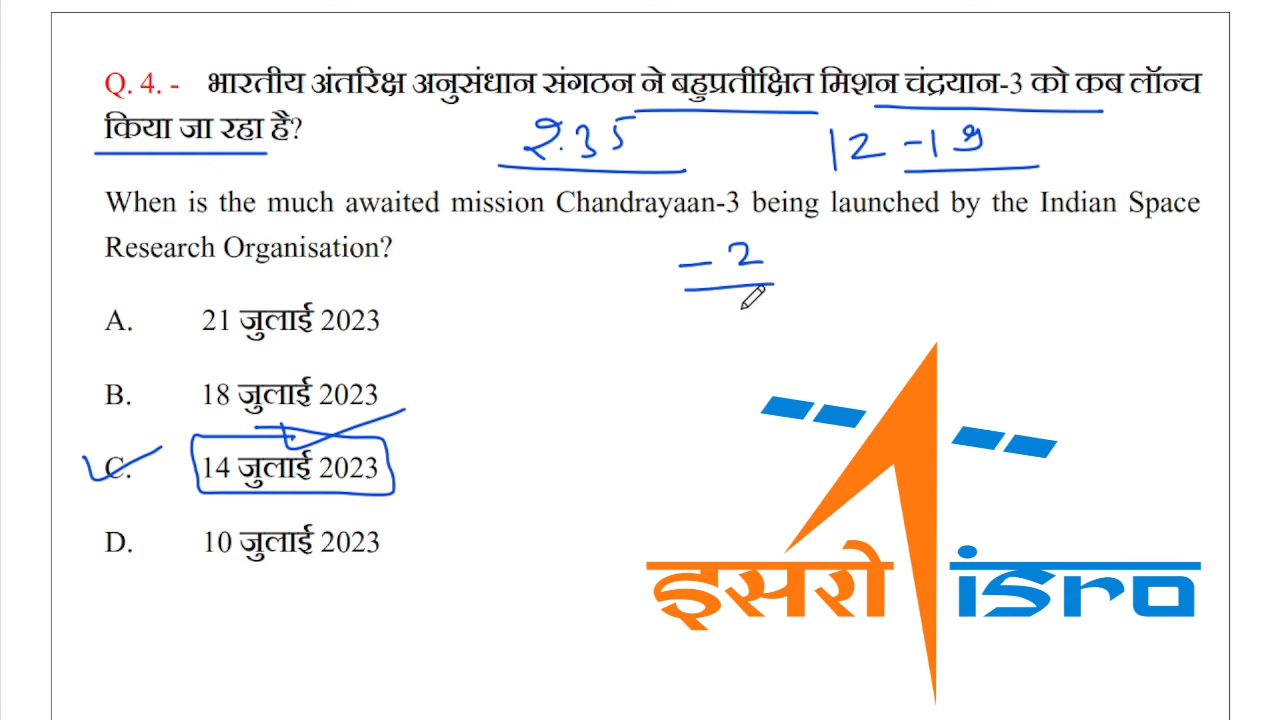 Q. 4. - भारतीय अंतरिक्ष अनुसंधान संगठन ने बहुप्रतीक्षित मिशन चंद्रयान-3 को कब लॉन्च
किया जा रहा है?
2.35
12 -19
When is the much awaited mission Chandrayaan-3 being launched by the Indian Space
Research Organisation?
- 2
A. 21 जुलाई 2023
B. 18 जुलाई 2023
C. 14 जुलाई 2023
D. 10 जुलाई 2023
इसरो isro